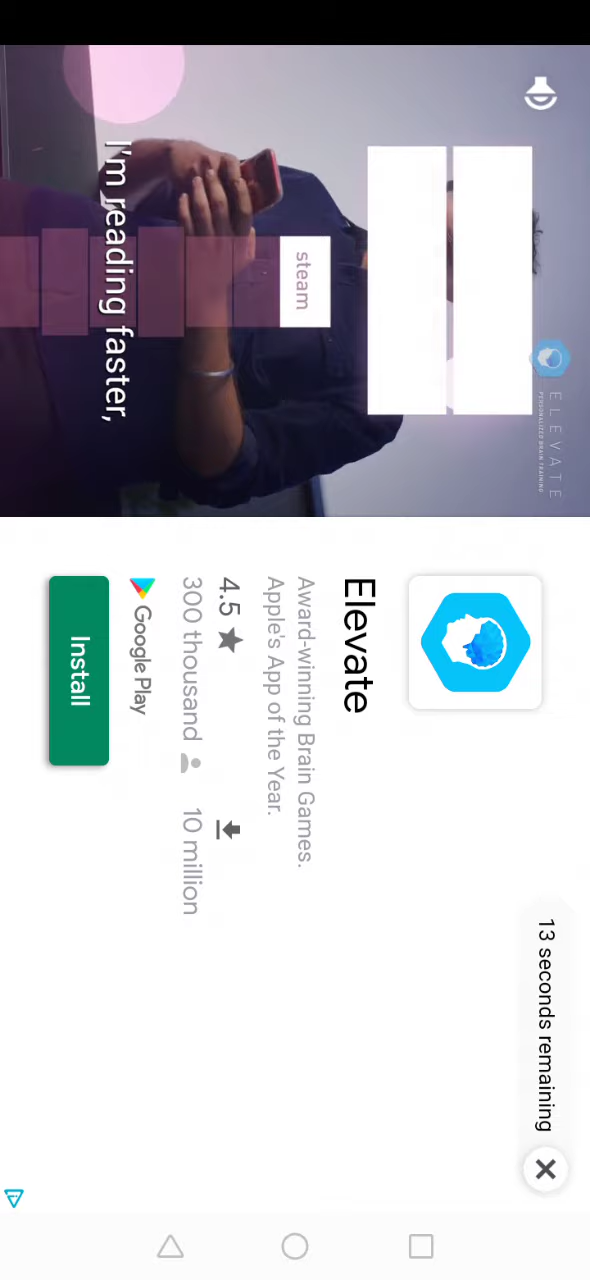 ELEVATE
PERSONALIZED BRAIN TRAINING
steam
I'm reading faster,
13 seconds remaining
Elevate
Award-winning Brain Games.
Apple's App of the Year.
4.5
300 thousand
10 million
Google Play
Install